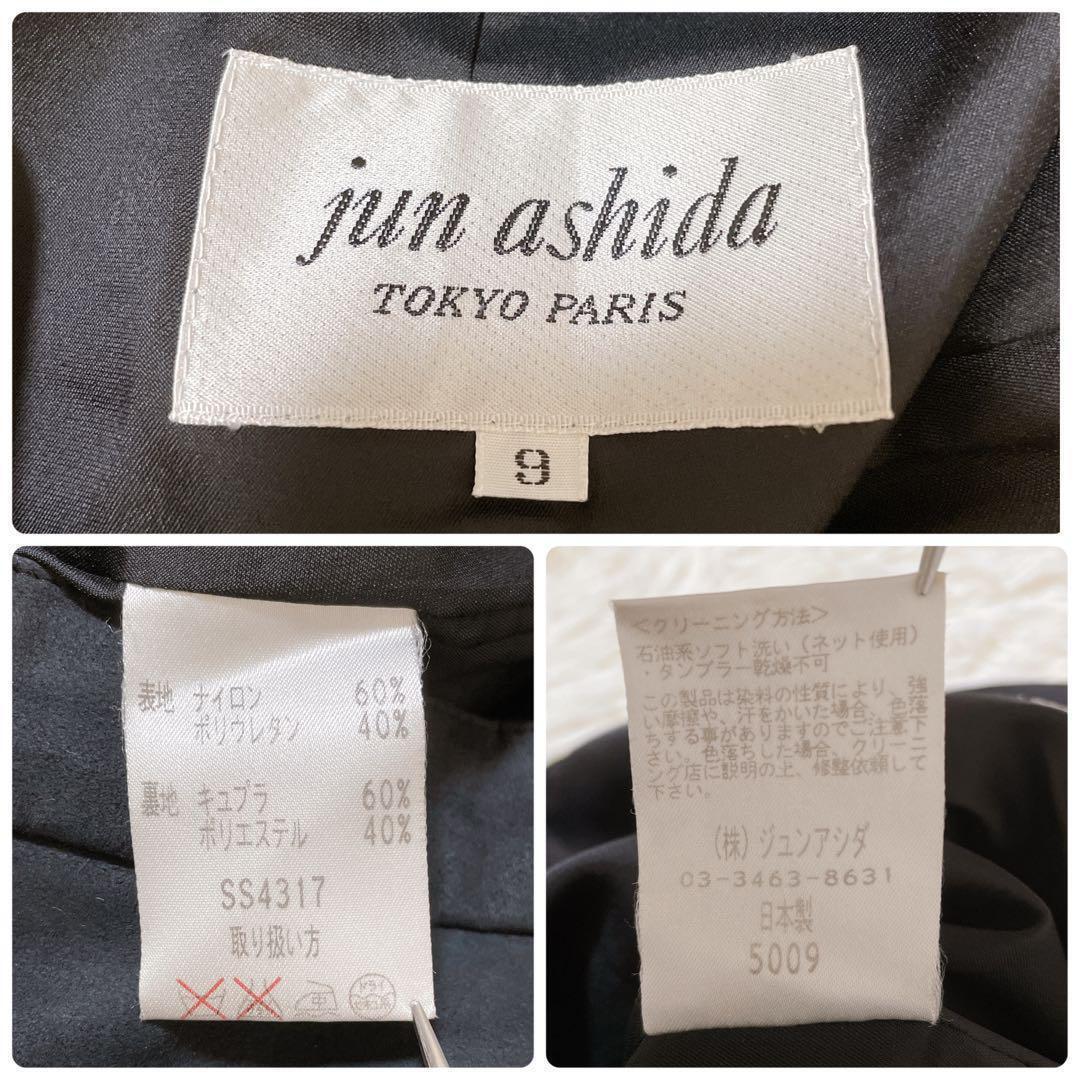 jun ashida
TOKYO PARIS
9
表地 ナイロン 60%
ポリウレタン 40%
裏地 キュプラ 60%
ポリエステル 40%
SS4317
取り扱い方
ドライ
<クリーニング方法>
石油系ソフト洗い(ネット使用)
・タンブラー乾燥不可
この製品は染料の性質により、強
い摩擦や、汗をかいた場合、色落
ちする事がありますのでご注意下
さい。色落ちした場合、クリーニ
ング店に説明の上、修整依頼して
下さい。
(株)ジュンアシダ
03-3463-8631
日本製
5009